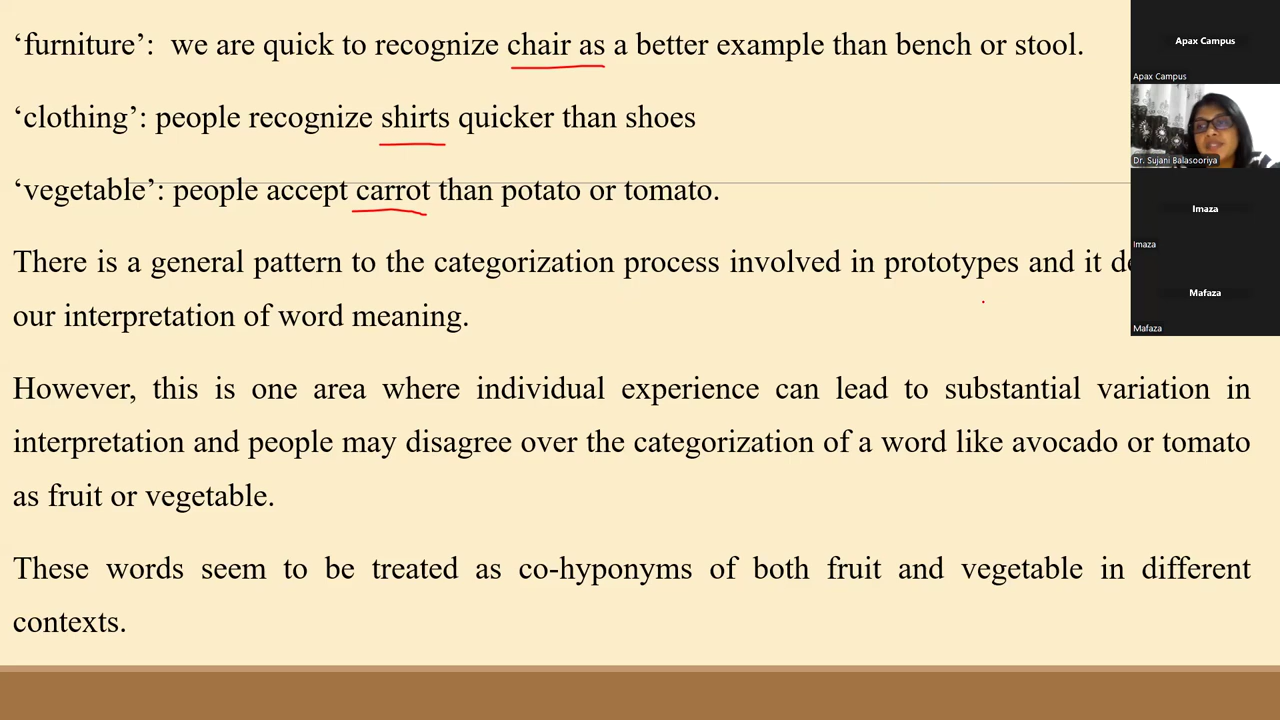 ‘furniture’: we are quick to recognize chair as a better example than bench or stool.
‘clothing’: people recognize shirts quicker than shoes
‘vegetable’: people accept carrot than potato or tomato.
There is a general pattern to the categorization process involved in prototypes and it
our interpretation of word meaning.
However, this is one area where individual experience can lead to substantial variation in
interpretation and people may disagree over the categorization of a word like avocado or tomato
as fruit or vegetable.
These words seem to be treated as co-hyponyms of both fruit and vegetable in different
contexts.
Apax Campus
Apax Campus
Dr. Sujani Balasooriya
Imaza
Imaza
Mafaza
Mafaza